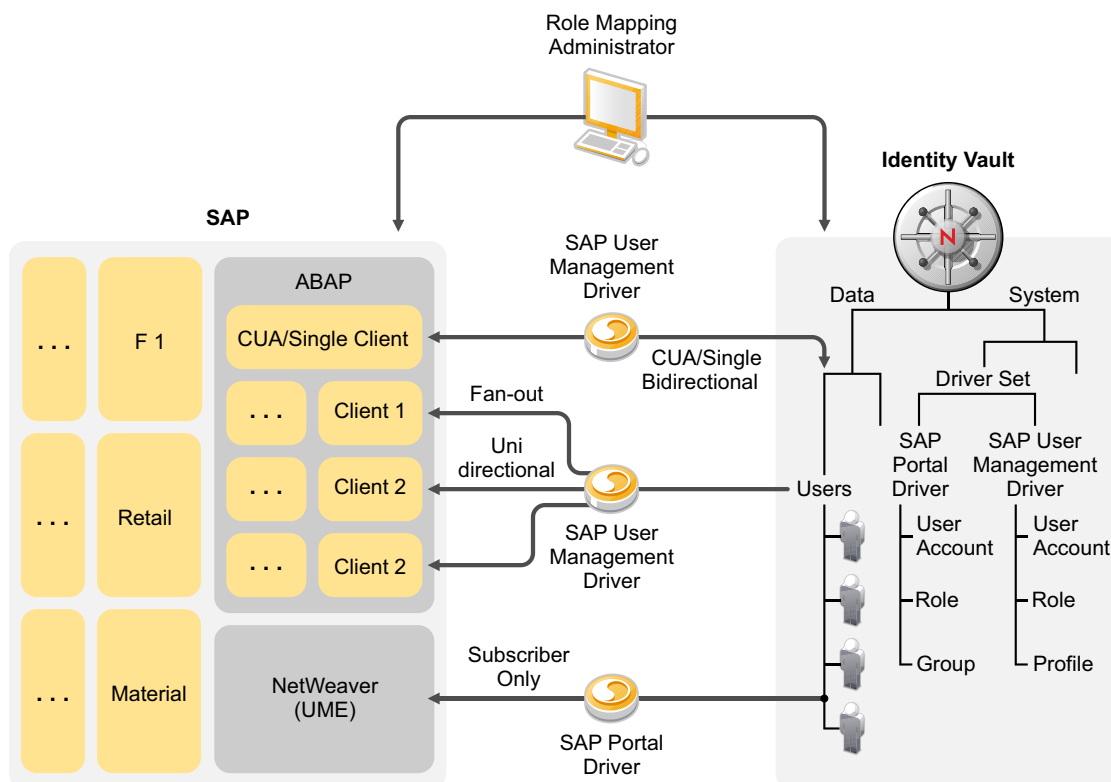 Role Mapping
Administrator
Identity Vault
N
SAP
SAP User
Management
Driver
ABAP
Data
System
. . .
F 1
CUA/Single Client
CUA/Single
Bidirectional
Driver Set
Fan-out
. . .
Client 1
Uni
directional
SAP
Portal
Driver
SAP User
Management
Driver
. . .
Retail
. . .
Client 2
Users
SAP User
Management
Driver
User
Account
User
Account
. . .
Client 2
Role
Role
Subscriber
Only
Group
Profile
. . .
Material
NetWeaver
(UME)
SAP Portal
Driver